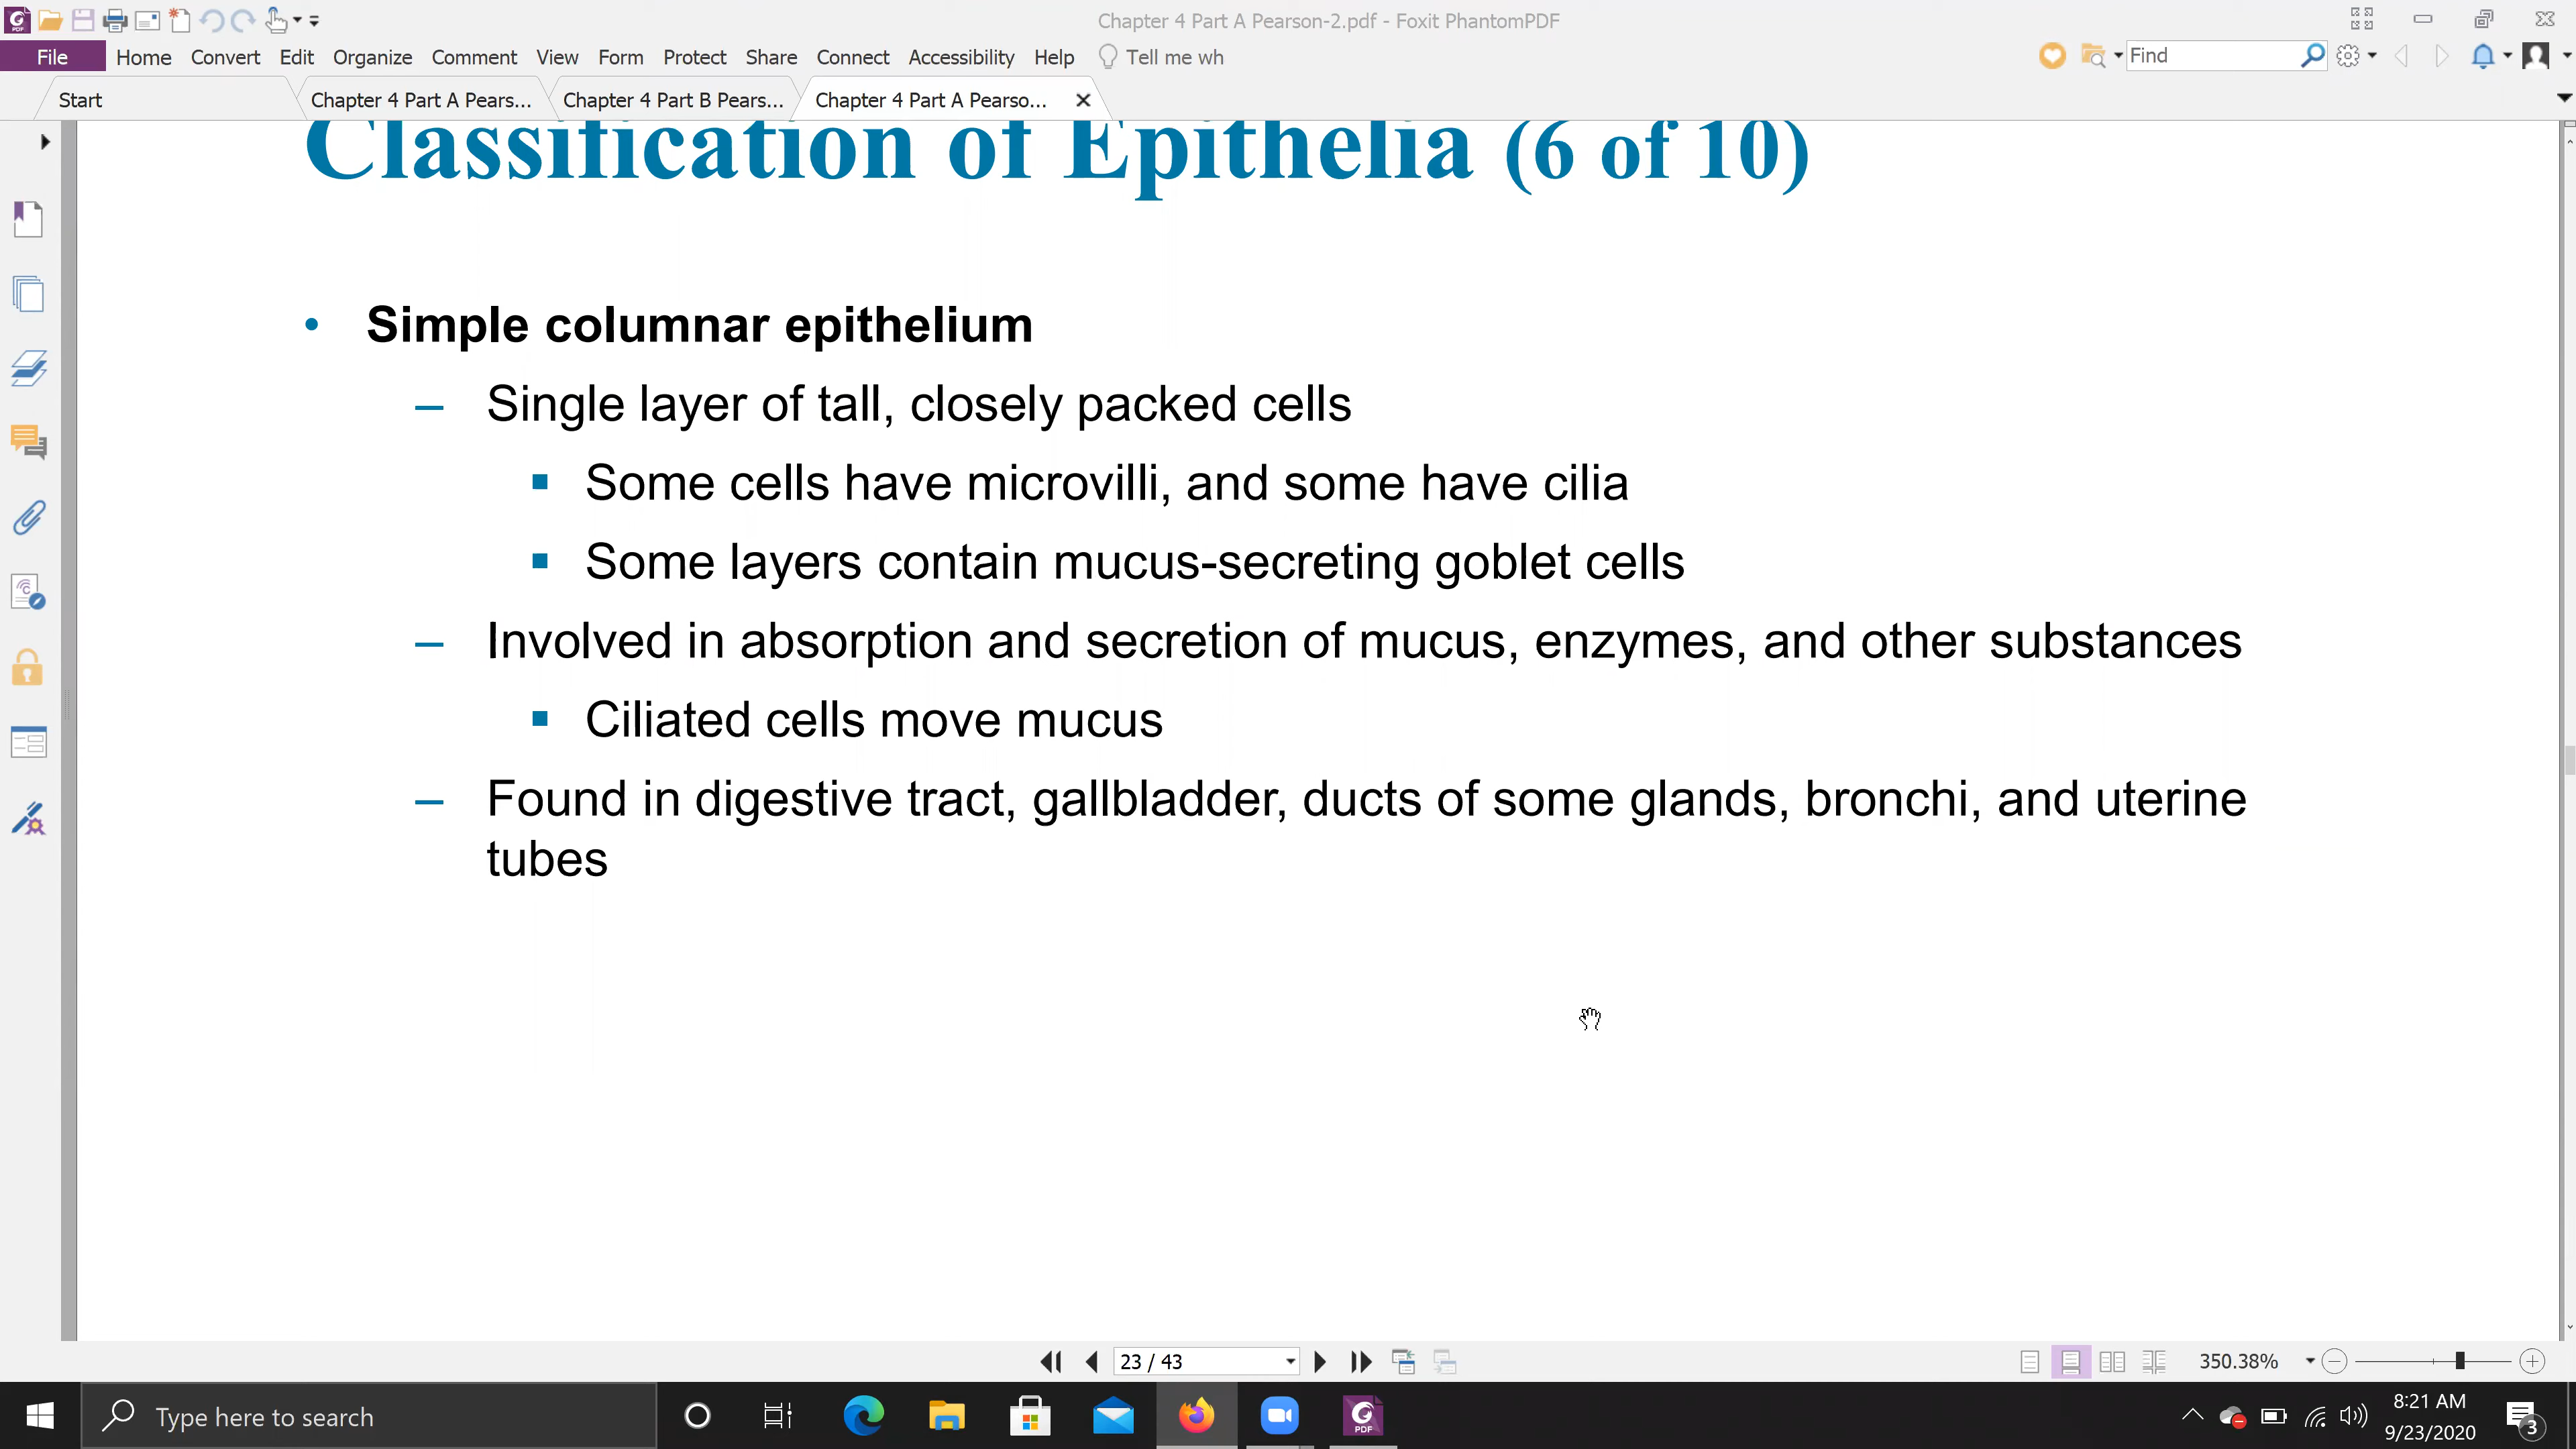 Chapter 4 Part A Pearson-2.pdf - Foxit PhantomPDF
File Home Convert Edit Organize Comment View Form Protect Share Connect Accessibility Help Tell me wh Find
Start Chapter 4 Part A Pears... Chapter 4 Part B Pears... Chapter 4 Part A Pearso...
Classification of Epithelia (6 of 10)
• Simple columnar epithelium
– Single layer of tall, closely packed cells
▪ Some cells have microvilli, and some have cilia
▪ Some layers contain mucus-secreting goblet cells
– Involved in absorption and secretion of mucus, enzymes, and other substances
▪ Ciliated cells move mucus
– Found in digestive tract, gallbladder, ducts of some glands, bronchi, and uterine
tubes
23 / 43 350.38%
Type here to search
PDF
8:21 AM
9/23/2020
3